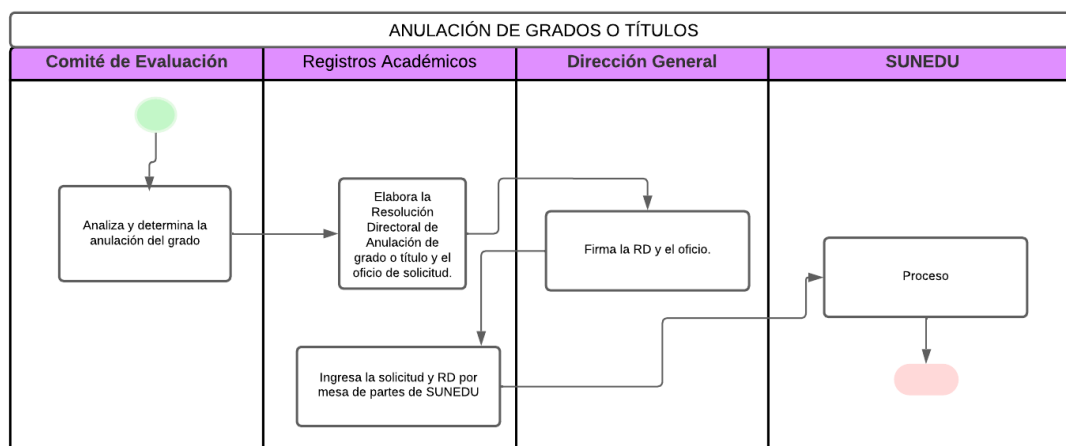 ANULACIÓN DE GRADOS O TÍTULOS
Comité de Evaluación
Registros Académicos
Dirección General
SUNEDU
Analiza y determina la
anulación del grado
Elabora la
Resolución
Directoral de
Anulación de
grado o título y el
oficio de solicitud.
Firma la RD y el oficio.
Ingresa la solicitud y RD por
mesa de partes de SUNEDU
Proceso